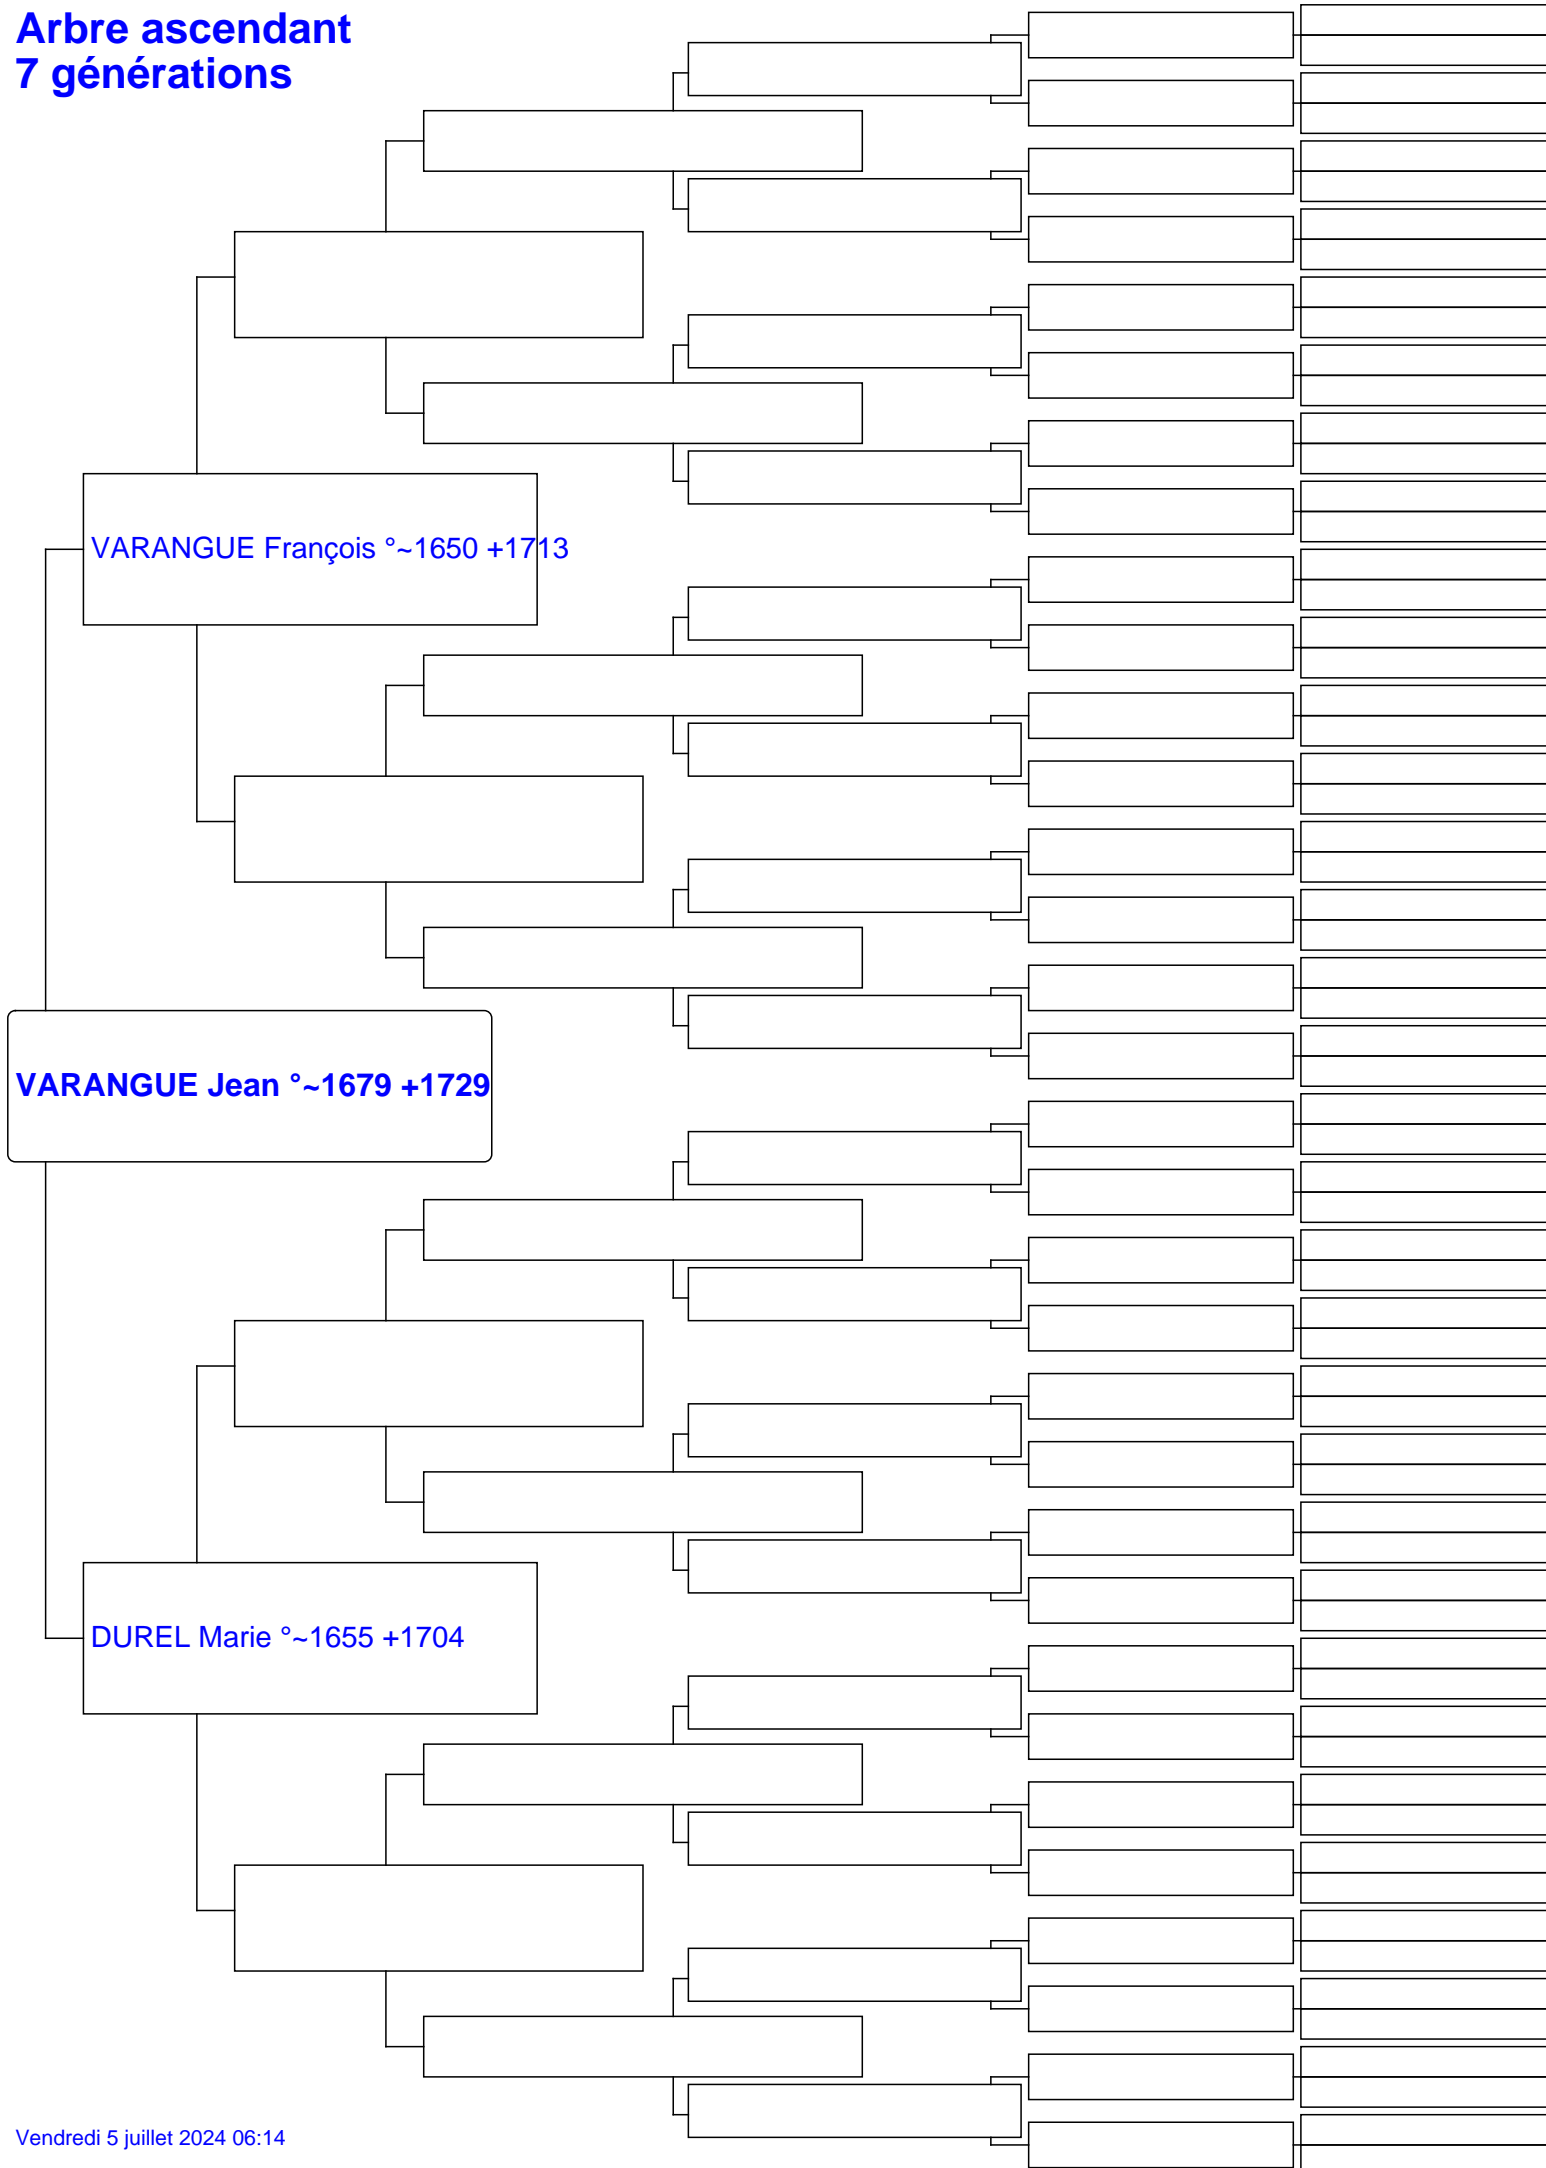 Arbre ascendant
7 générations
VARANGUE François °~1650 +1713
VARANGUE Jean °~1679 +1729
DUREL Marie °~1655 +1704
Vendredi 5 juillet 2024 06:14